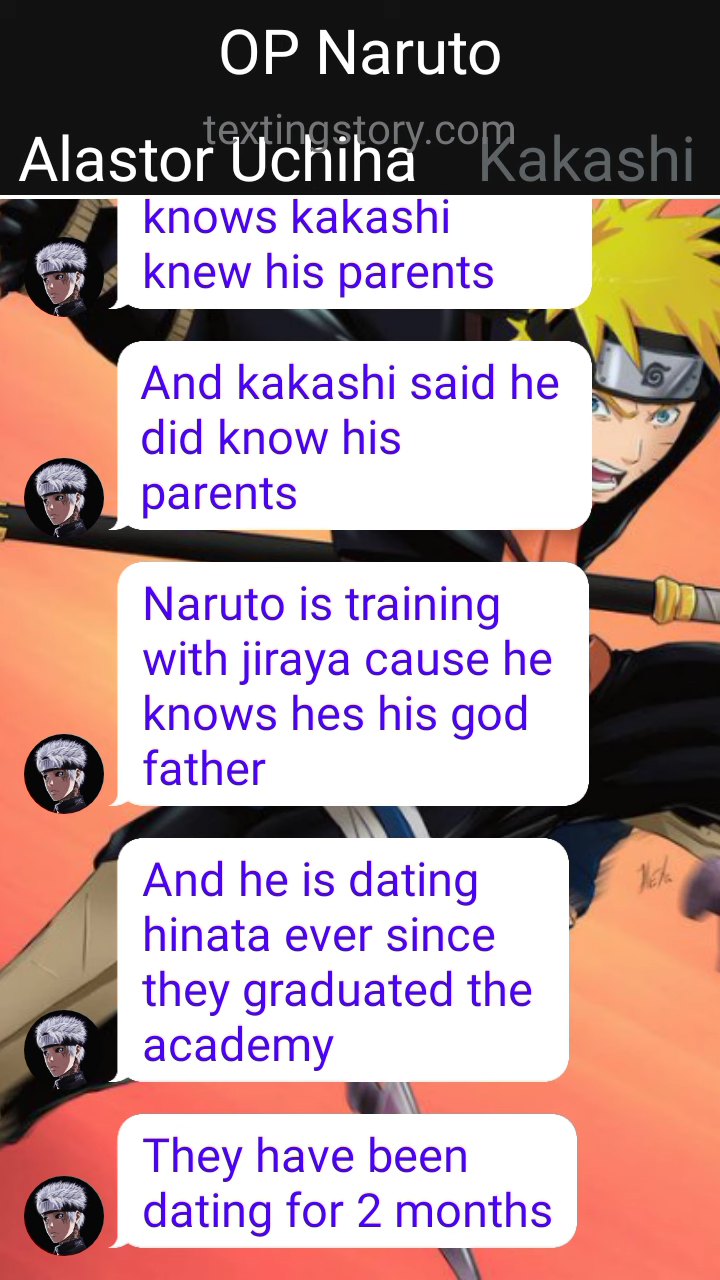 OP Naruto
textingstory.com
Alastor Uchiha Kakashi
knows kakashi
knew his parents
And kakashi said he
did know his
parents
Naruto is training
with jiraya cause he
knows hes his god
father
And he is dating
hinata ever since
they graduated the
academy
They have been
dating for 2 months